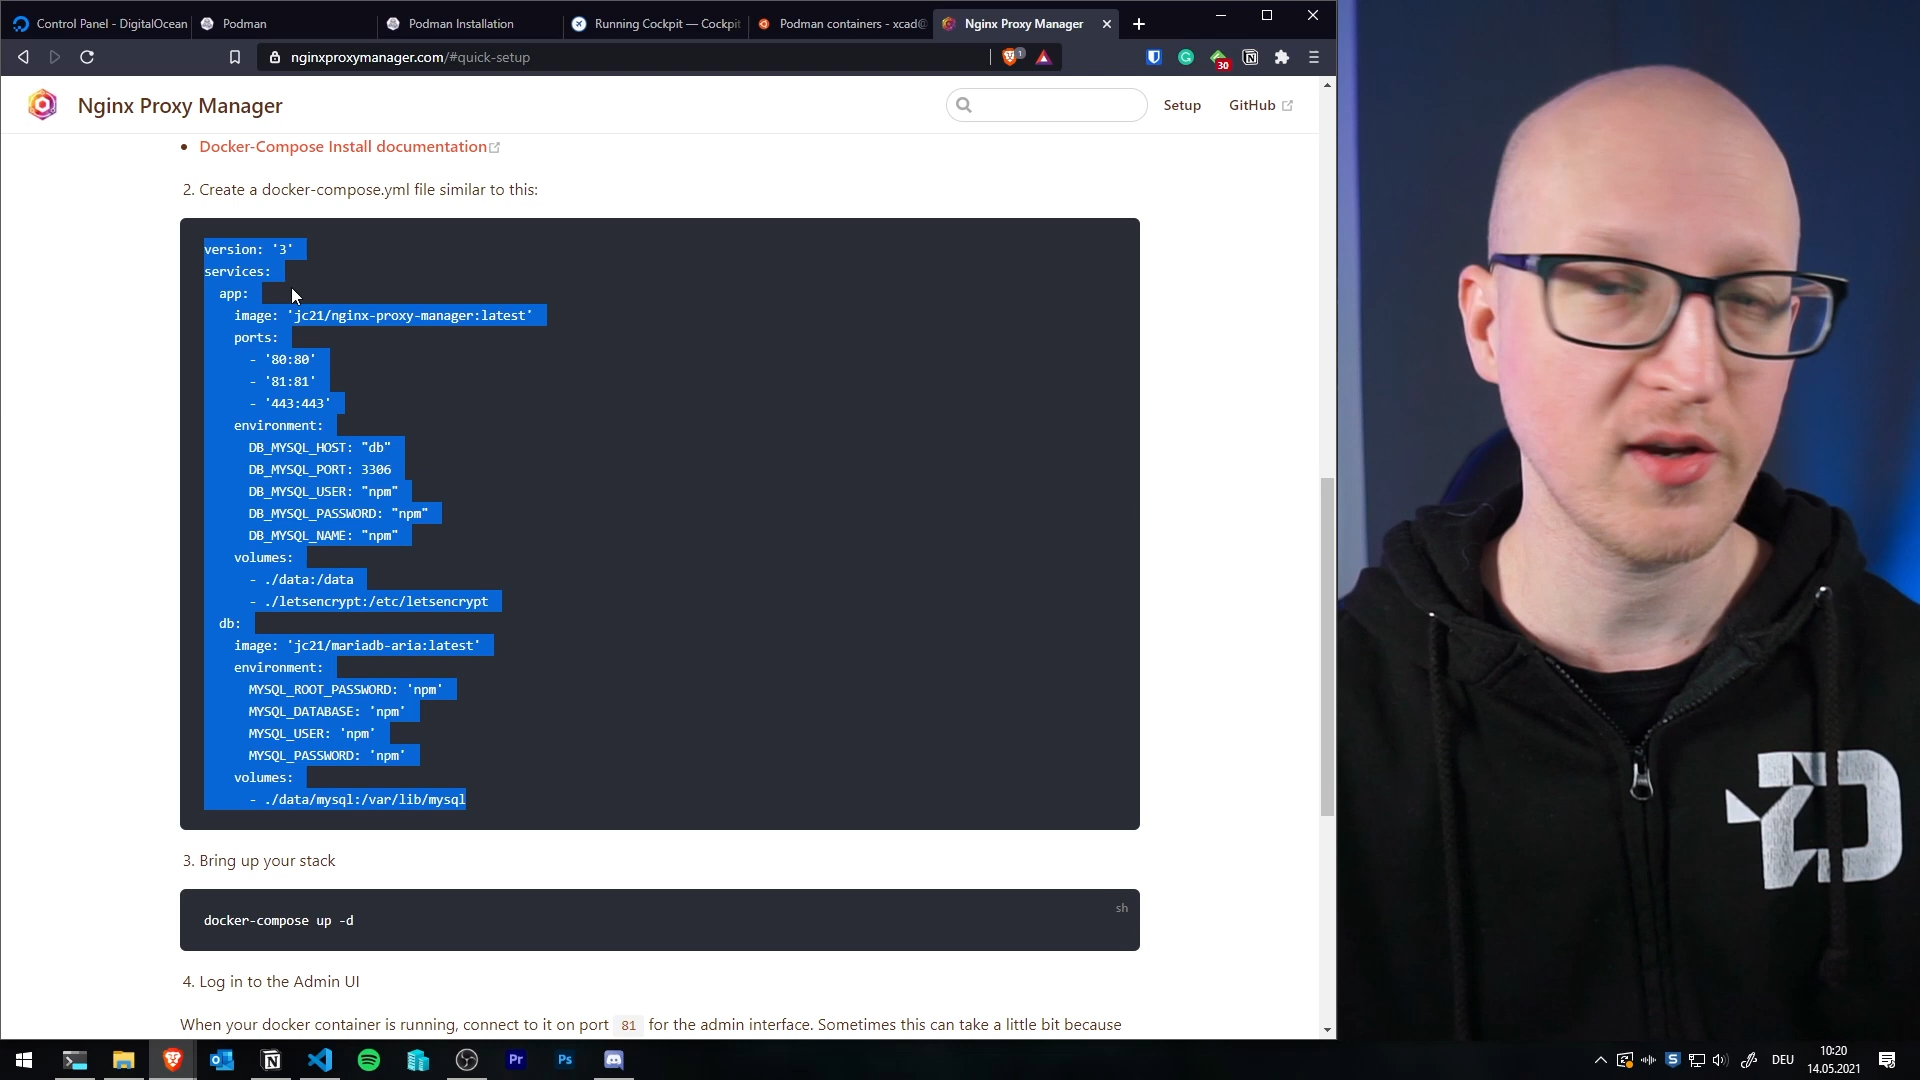 Control Panel - DigitalOcean
Podman
Podman Installation
Running Cockpit — Cockpit
Podman containers - xcad@
Nginx Proxy Manager
nginxproxymanager.com/#quick-setup
1
30
Nginx Proxy Manager
Setup
GitHub
Docker-Compose Install documentation
2. Create a docker-compose.yml file similar to this:
version: '3'
services:
app:
image: 'jc21/nginx-proxy-manager:latest'
ports:
- '80:80'
- '81:81'
- '443:443'
environment:
DB_MYSQL_HOST: "db"
DB_MYSQL_PORT: 3306
DB_MYSQL_USER: "npm"
DB_MYSQL_PASSWORD: "npm"
DB_MYSQL_NAME: "npm"
volumes:
- ./data:/data
- ./letsencrypt:/etc/letsencrypt
db:
image: 'jc21/mariadb-aria:latest'
environment:
MYSQL_ROOT_PASSWORD: 'npm'
MYSQL_DATABASE: 'npm'
MYSQL_USER: 'npm'
MYSQL_PASSWORD: 'npm'
volumes:
- ./data/mysql:/var/lib/mysql
3. Bring up your stack
sh
docker-compose up -d
4. Log in to the Admin UI
When your docker container is running, connect to it on port 81 for the admin interface. Sometimes this can take a little bit because
Pr
Ps
DEU
10:20
14.05.2021